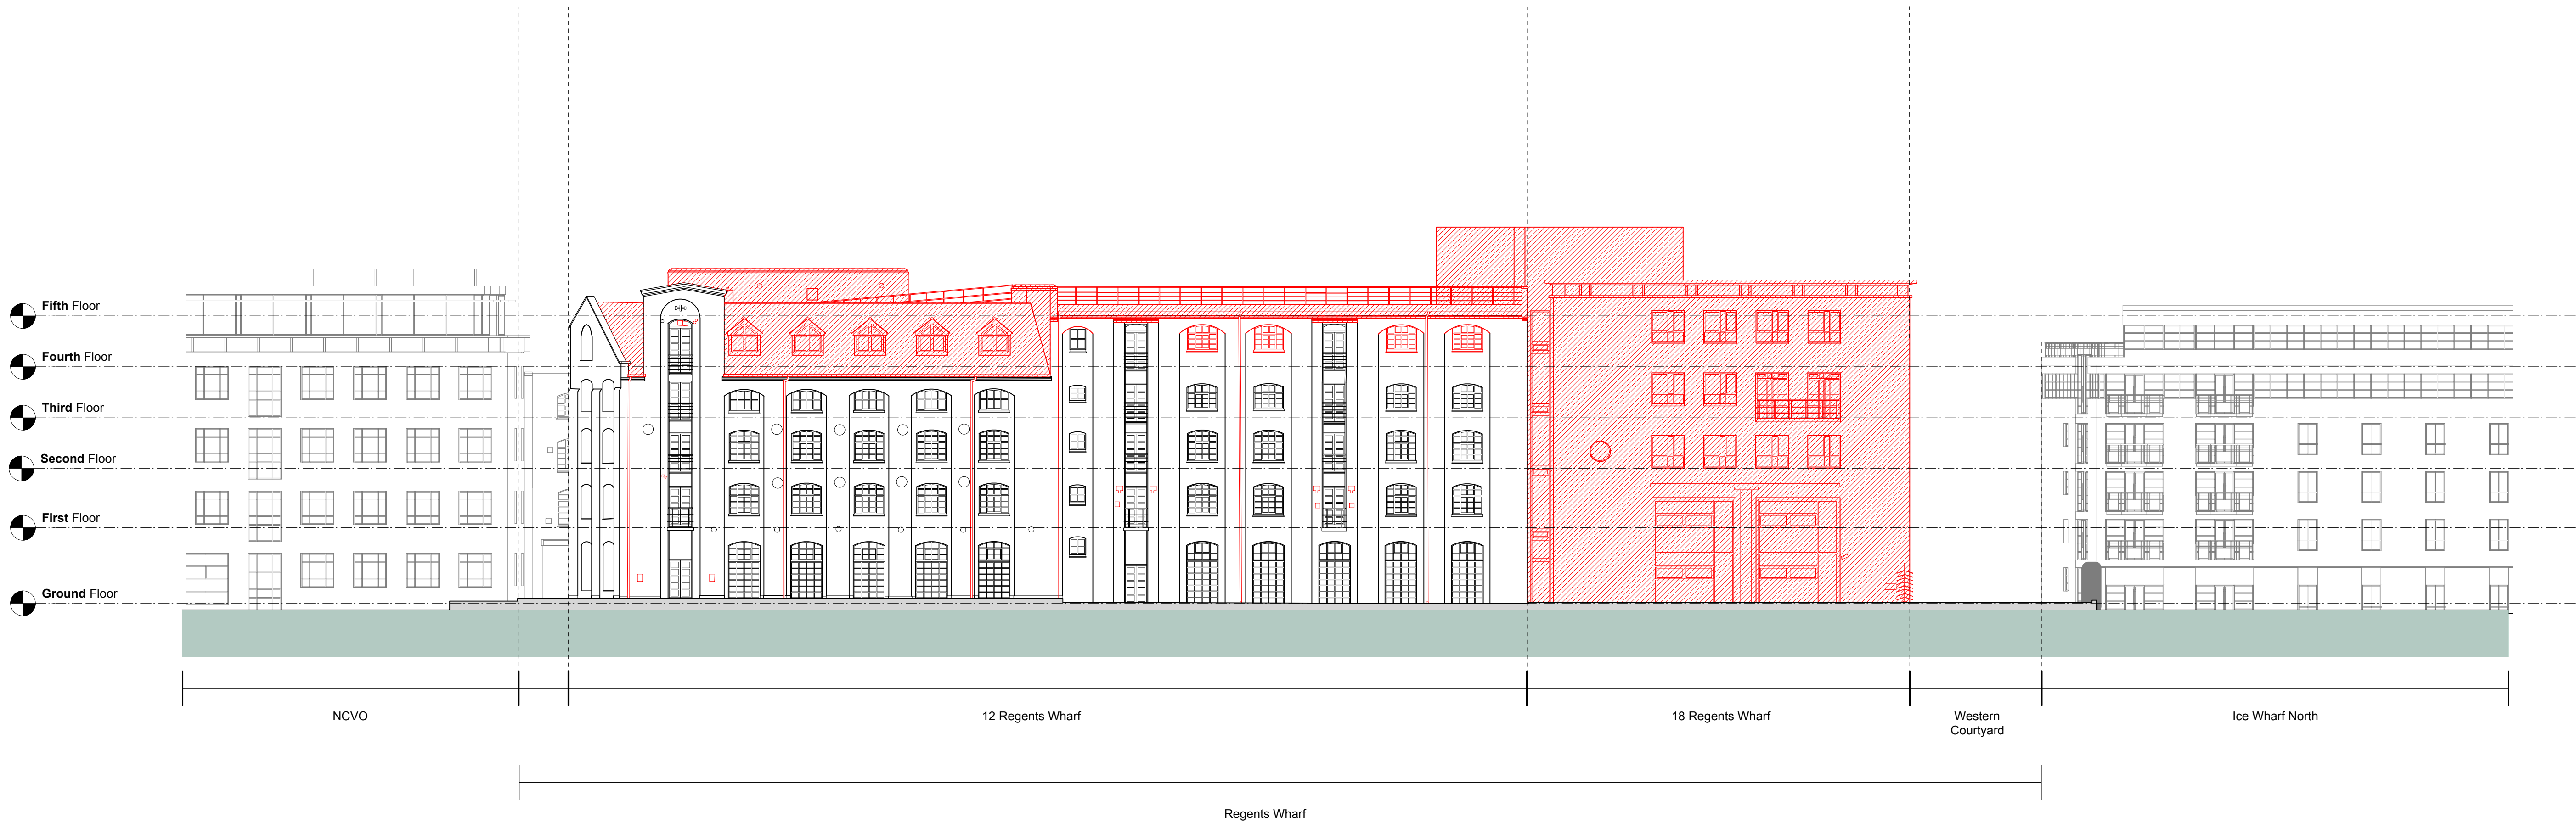 Fifth Floor
Fourth Floor
Third Floor
Second Floor
First Floor
Ground Floor
NCVO
12 Regents Wharf
18 Regents Wharf
Western
Courtyard
Ice Wharf North
Regents Wharf